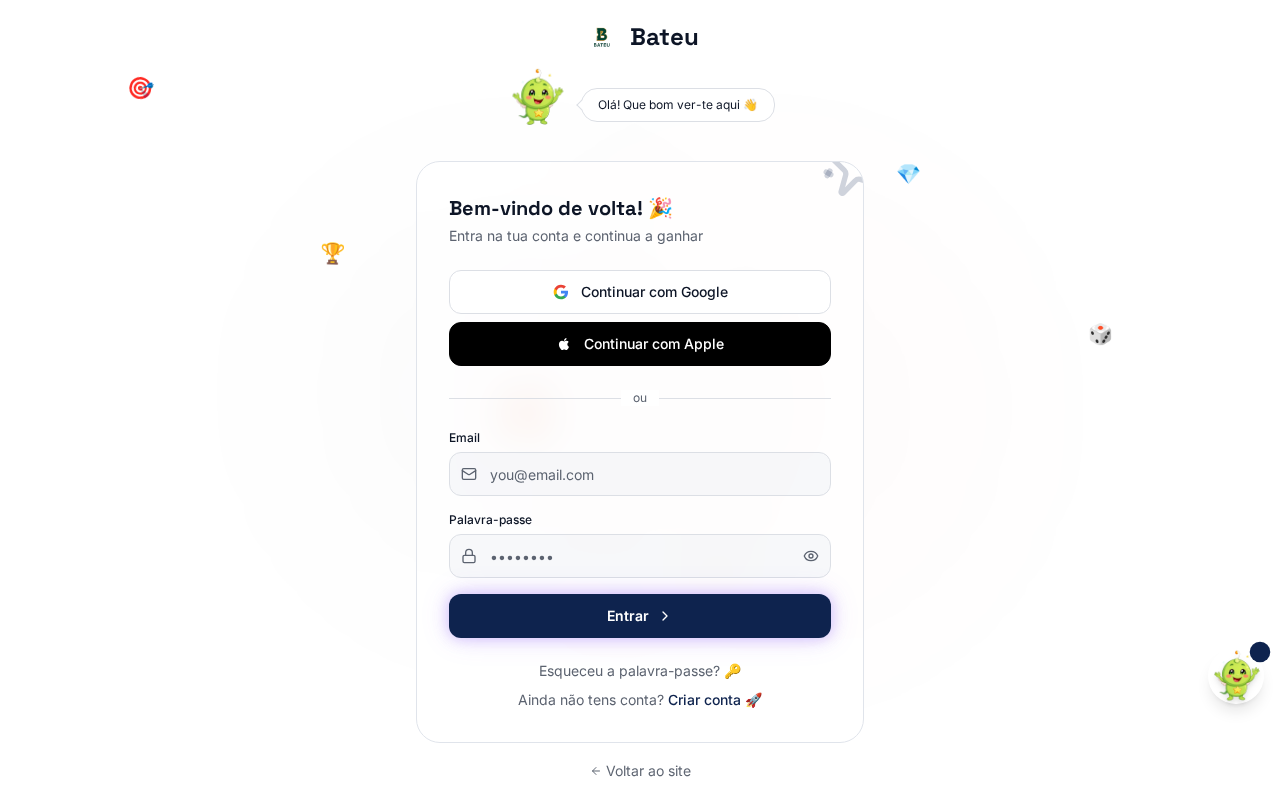 BATEU
Bateu
Olá! Que bom ver-te aqui 👋
Bem-vindo de volta! 🎉
Entra na tua conta e continua a ganhar
Continuar com Google
Continuar com Apple
ou
Email
you@email.com
Palavra-passe
••••••••
Entrar
Esqueceu a palavra-passe? 🔑
Ainda não tens conta? Criar conta 🚀
← Voltar ao site